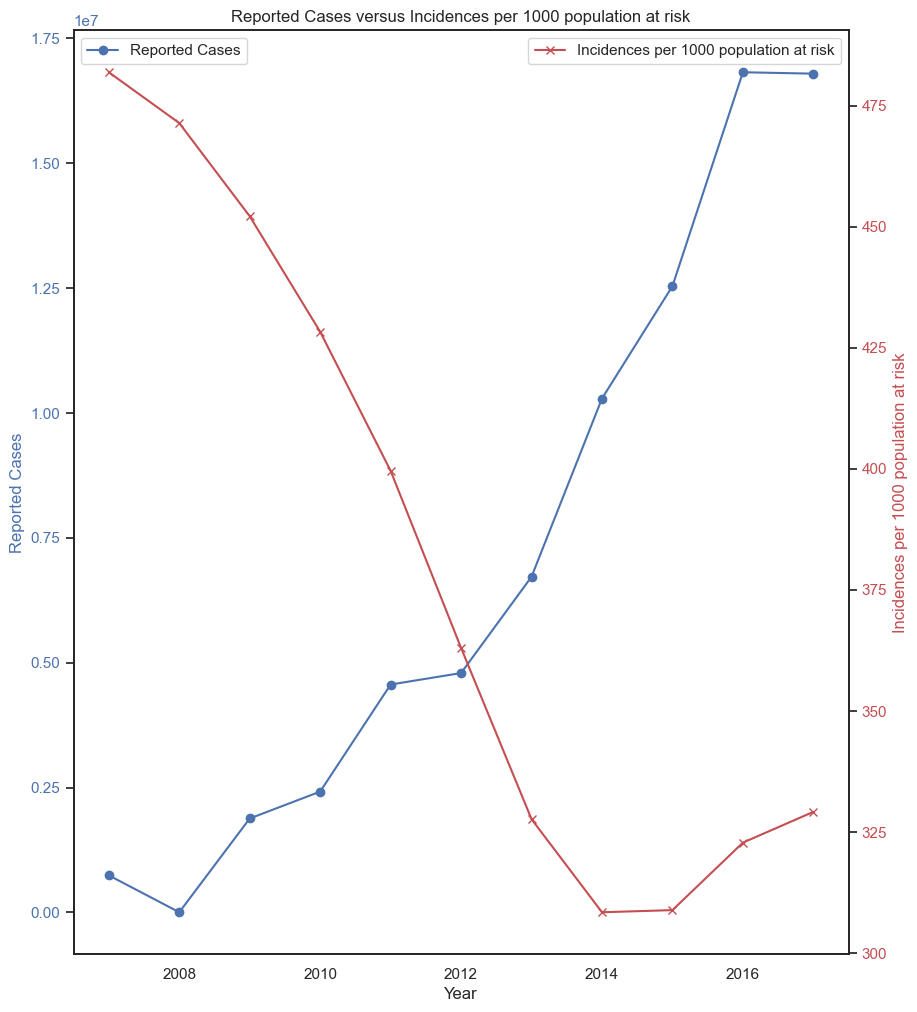 Reported Cases versus Incidences per 1000 population at risk
1e7
Reported Cases
Incidences per 1000 population at risk
1.75
1.50
1.25
1.00
0.75
0.50
0.25
0.00
Reported Cases
475
450
425
400
375
350
325
300
Incidences per 1000 population at risk
2008 2010 2012 2014 2016
Year